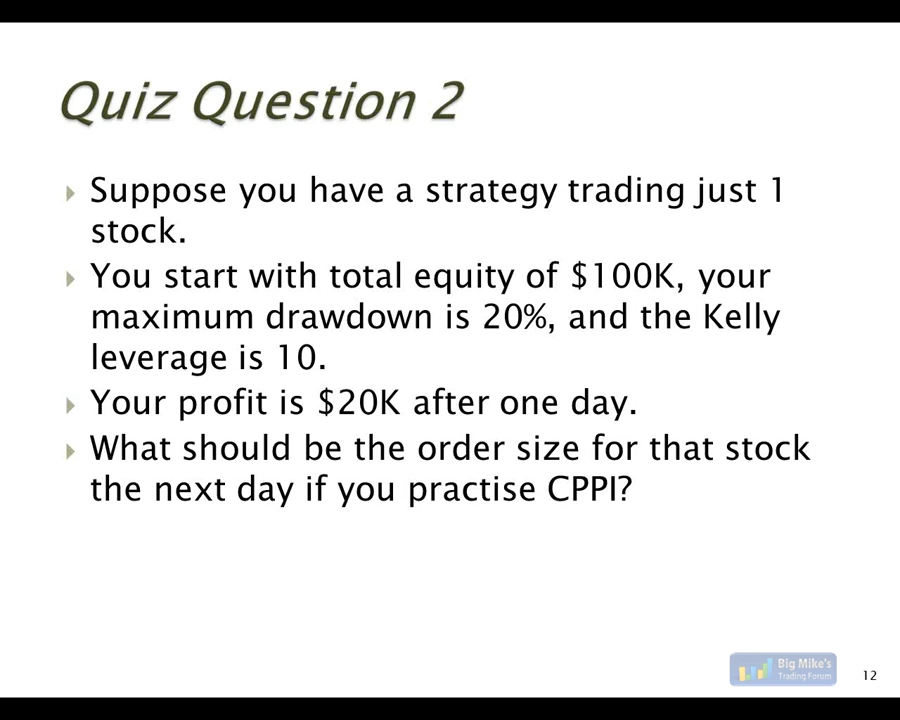 Quiz Question 2
Suppose you have a strategy trading just 1
stock.
You start with total equity of $100K, your
maximum drawdown is 20%, and the Kelly
leverage is 10.
Your profit is $20K after one day.
What should be the order size for that stock
the next day if you practise CPPI?
Big Mike's
Trading Forum
12